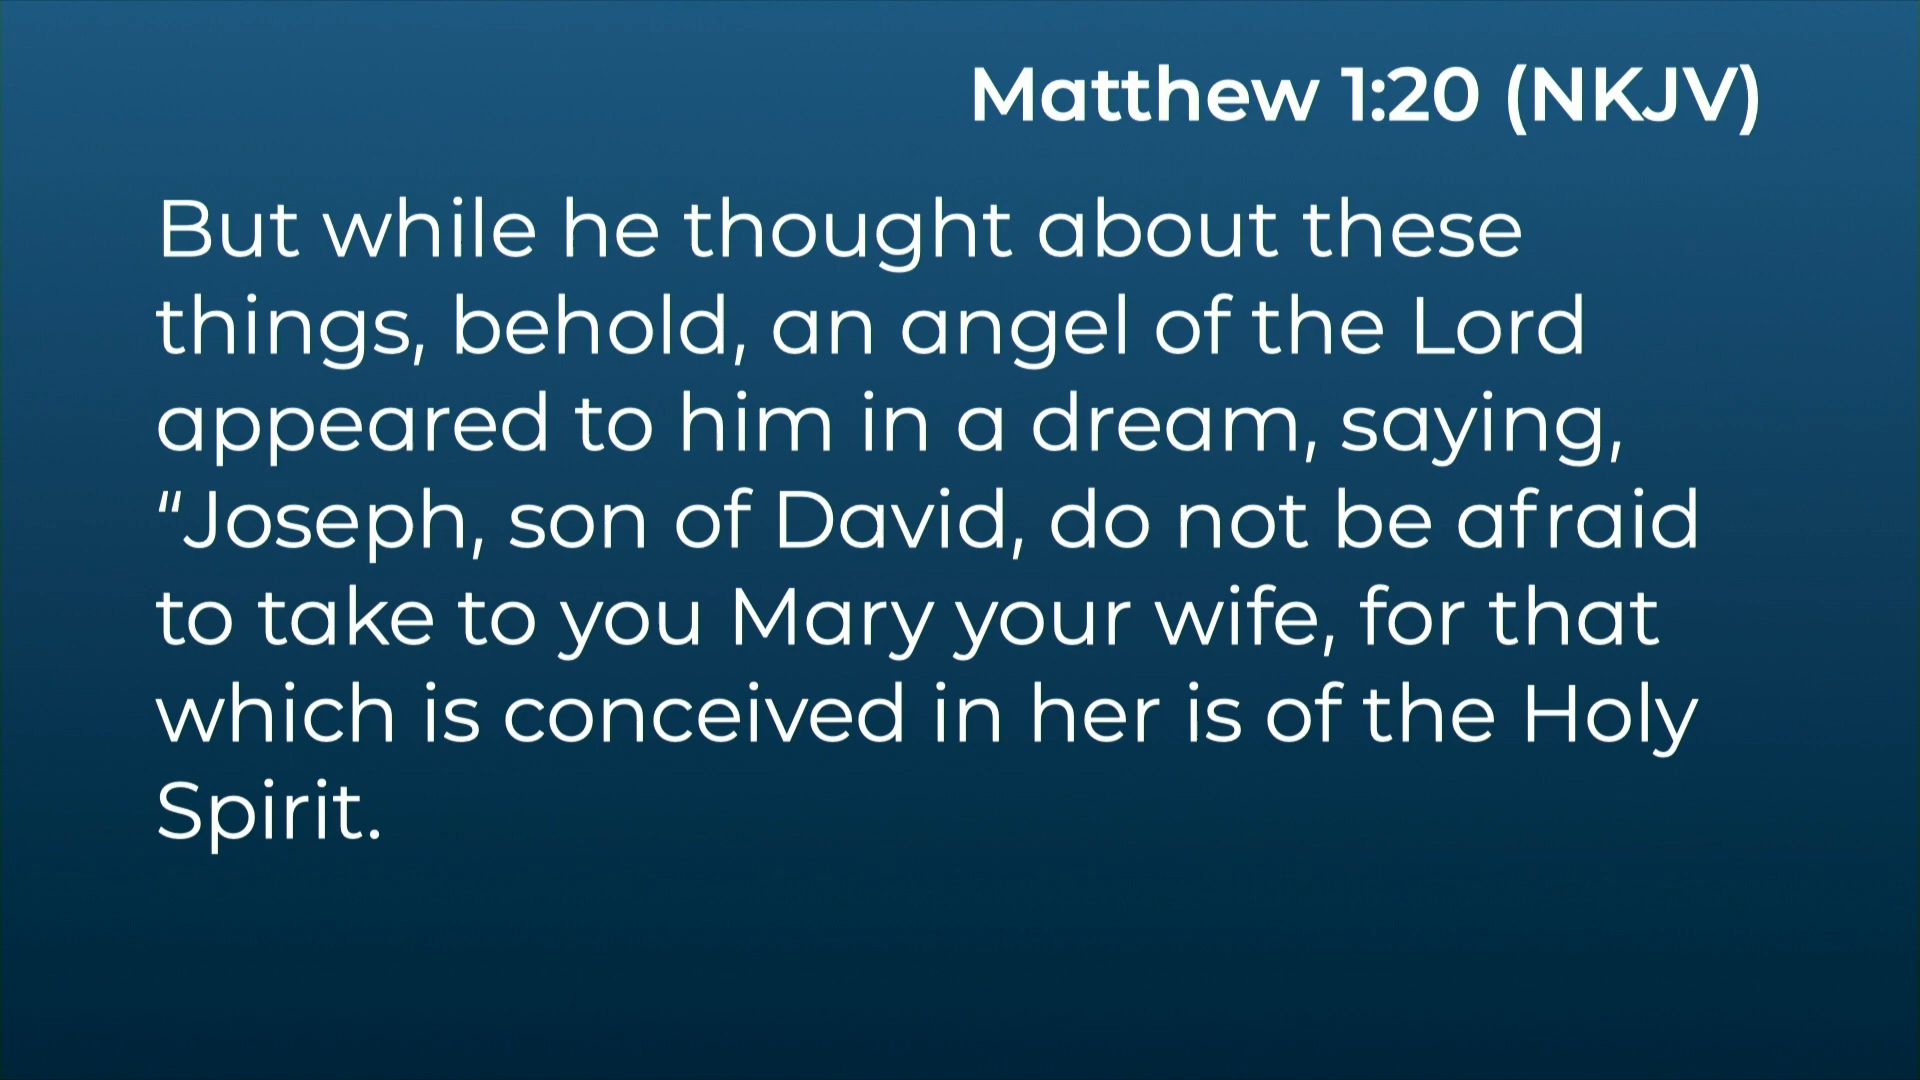 Matthew 1:20 (NKJV)
But while he thought about these
things, behold, an angel of the Lord
appeared to him in a dream, saying,
“Joseph, son of David, do not be afraid
to take to you Mary your wife, for that
which is conceived in her is of the Holy
Spirit.